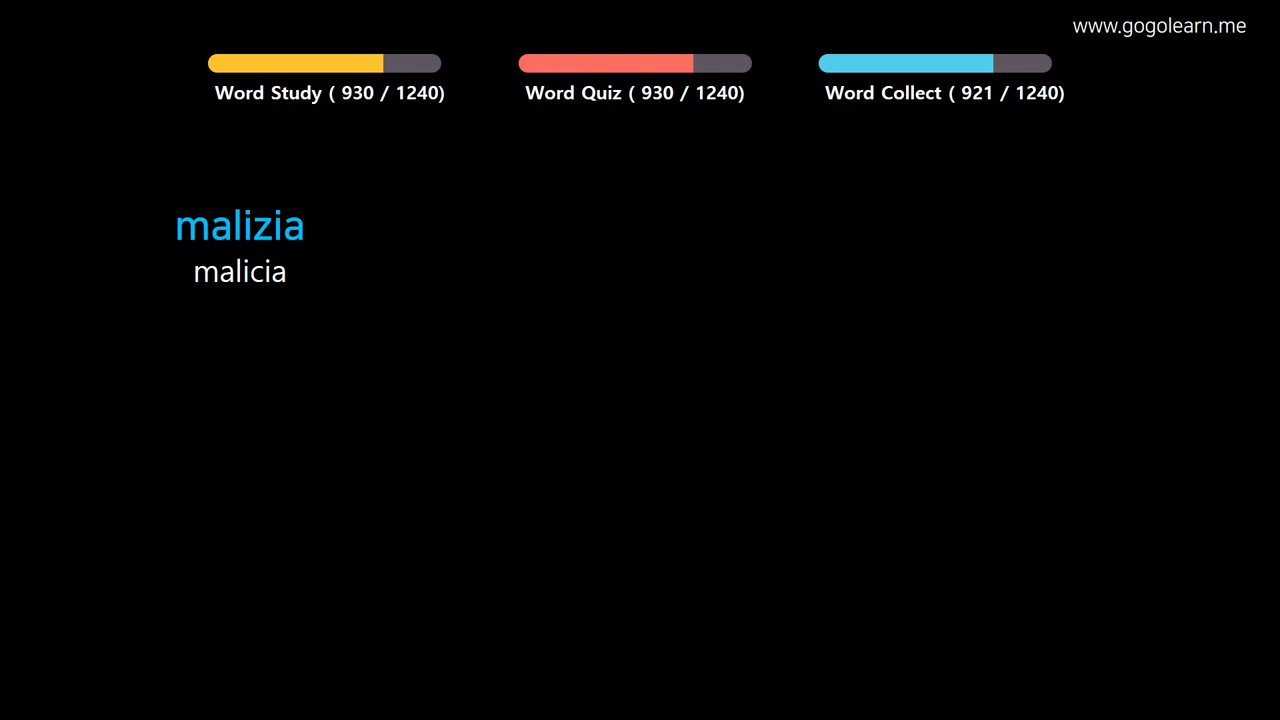 www.gogolearn.me
Word Study ( 930 / 1240)
Word Quiz ( 930 / 1240)
Word Collect ( 921 / 1240)
malizia
malicia